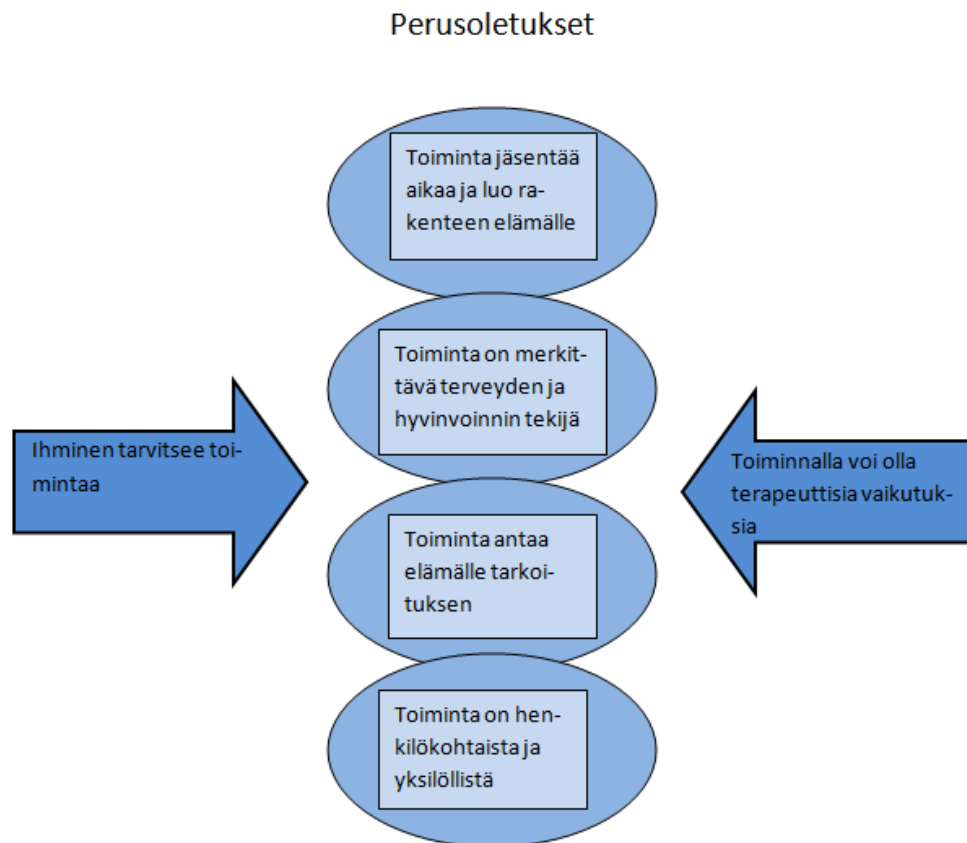 Perusoletukset
Toiminta jäsentää
aikaa ja luo ra-
kenteen elämälle
Toiminta on merkit-
tävä terveyden ja
hyvinvoinnin tekijä
Ihminen tarvitsee toi-
mintaa
Toiminnalla voi olla
terapeuttisia vaikutuk-
sia
Toiminta antaa
elämälle tarkoi-
tuksen
Toiminta on hen-
kilökohtaista ja
yksilöllistä